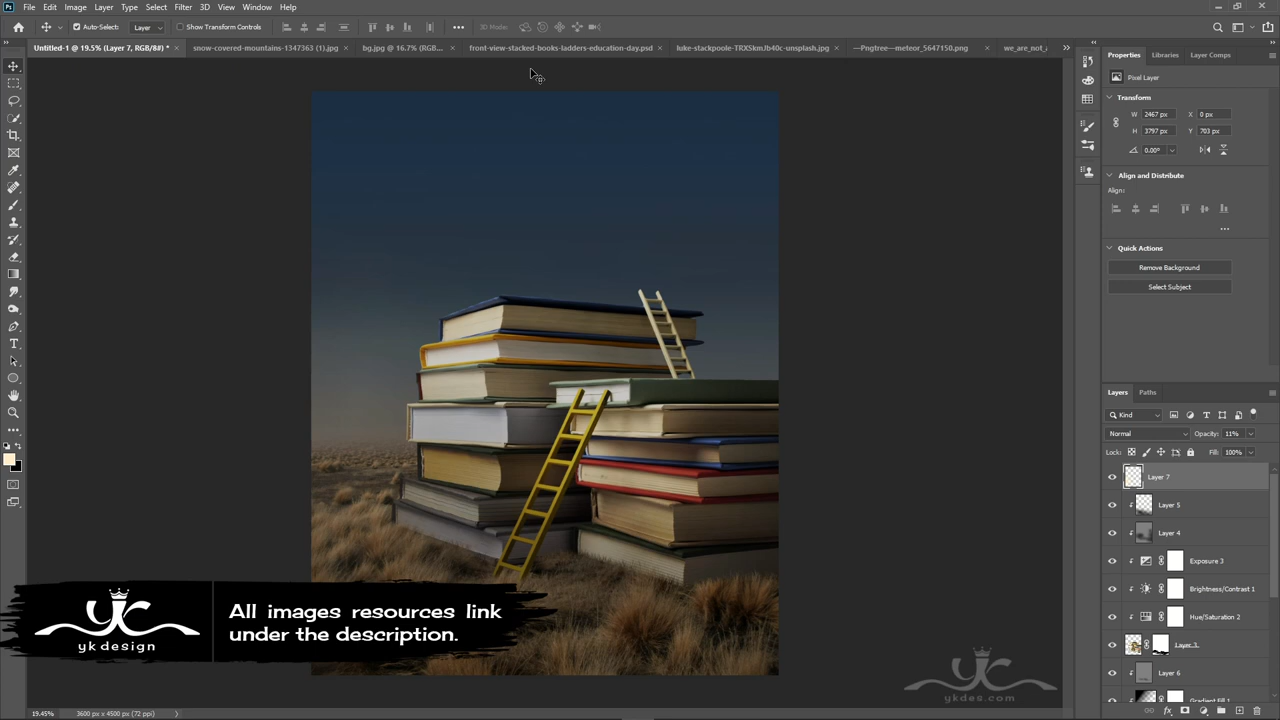 Ps
File Edit Image Layer Type Select Filter 3D View Window Help
Auto-Select: Layer Show Transform Controls 3D Mode:
Untitled-1 @ 19.5% (Layer 7, RGB/8#) * × snow-covered-mountains-1347363 (1).jpg × bg.jpg @ 16.7% (RGB... × front-view-stacked-books-ladders-education-day.psd × luke-stackpoole-TRXSkmJb40c-unsplash.jpg × —Pngtree—meteor_5647150.png × we_are_not_
Properties Libraries Layer Comps
Pixel Layer
Transform
W 2467 px X 0 px
H 3797 px Y 703 px
0.00°
Align and Distribute
Align:
Quick Actions
Remove Background
Select Subject
Layers Paths
Kind
Normal Opacity: 11%
Lock: Fill: 100%
Layer 7
Layer 5
Layer 4
Exposure 3
Brightness/Contrast 1
Hue/Saturation 2
Layer 3
Layer 6
Gradient Fill 1
yk design
All images resources link
under the description.
ykdes.com
19.45% 3600 px x 4500 px (72 ppi)